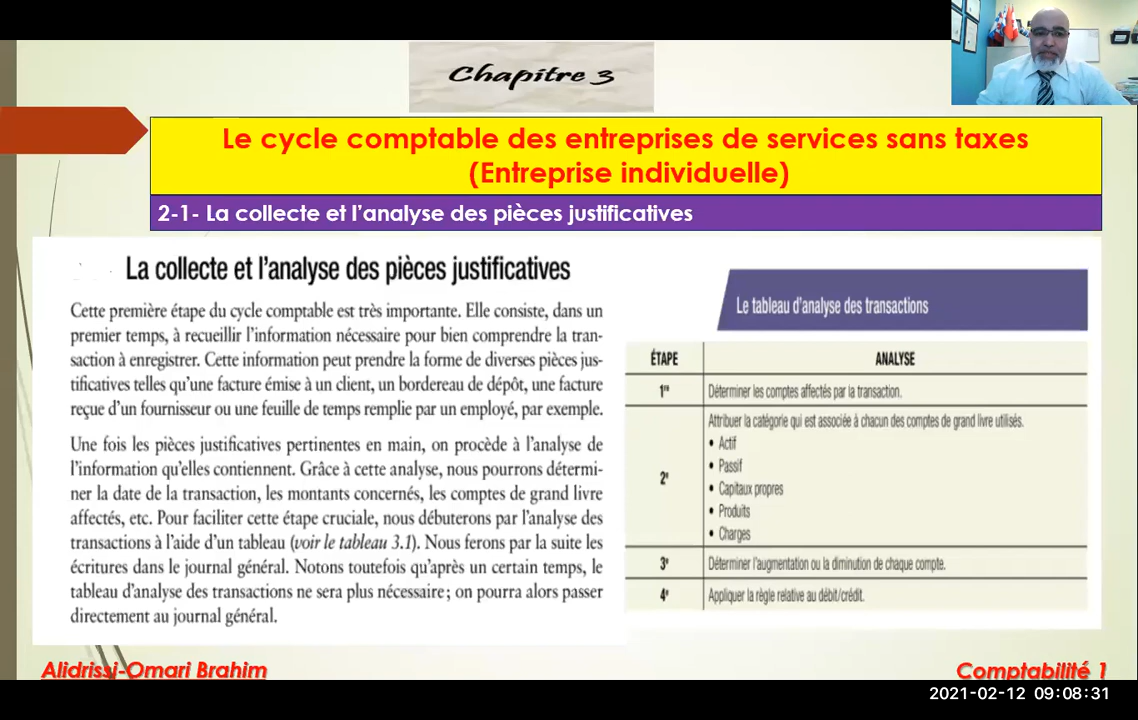 Chapitre 3
Le cycle comptable des entreprises de services sans taxes
(Entreprise individuelle)
2-1- La collecte et l'analyse des pièces justificatives
La collecte et l'analyse des pièces justificatives
Cette première étape du cycle comptable est très importante. Elle consiste, dans un
premier temps, à recueillir l'information nécessaire pour bien comprendre la tran-
saction à enregistrer. Cette information peut prendre la forme de diverses pièces jus-
tificatives telles qu'une facture émise à un client, un bordereau de dépôt, une facture
reçue d'un fournisseur ou une feuille de temps remplie par un employé, par exemple.
Une fois les pièces justificatives pertinentes en main, on procède à l'analyse de
l'information qu'elles contiennent. Grâce à cette analyse, nous pourrons détermi-
ner la date de la transaction, les montants concernés, les comptes de grand livre
affectés, etc. Pour faciliter cette étape cruciale, nous débuterons par l'analyse des
transactions à l'aide d'un tableau (voir le tableau 3.1). Nous ferons par la suite les
écritures dans le journal général. Notons toutefois qu'après un certain temps, le
tableau d'analyse des transactions ne sera plus nécessaire ; on pourra alors passer
directement au journal général.
Le tableau d'analyse des transactions
ÉTAPE ANALYSE
1re Déterminer les comptes affectés par la transaction.
2e Attribuer la catégorie qui est associée à chacun des comptes de grand livre utilisés.
• Actif
• Passif
• Capitaux propres
• Produits
• Charges
3e Déterminer l'augmentation ou la diminution de chaque compte.
4e Appliquer la règle relative au débit/crédit.
Alidrissi-Omari Brahim
Comptabilité 1
2021-02-12 09:08:31